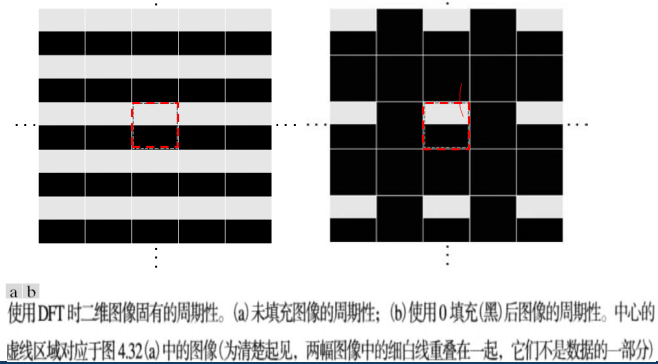 a b
使用DFT时二维图像固有的周期性。(a)未填充图像的周期性；(b)使用0填充(黑)后图像的周期性。中心的
虚线区域对应于图4.32(a)中的图像(为清楚起见，两幅图像中的细白线重叠在一起，它们不是数据的一部分)